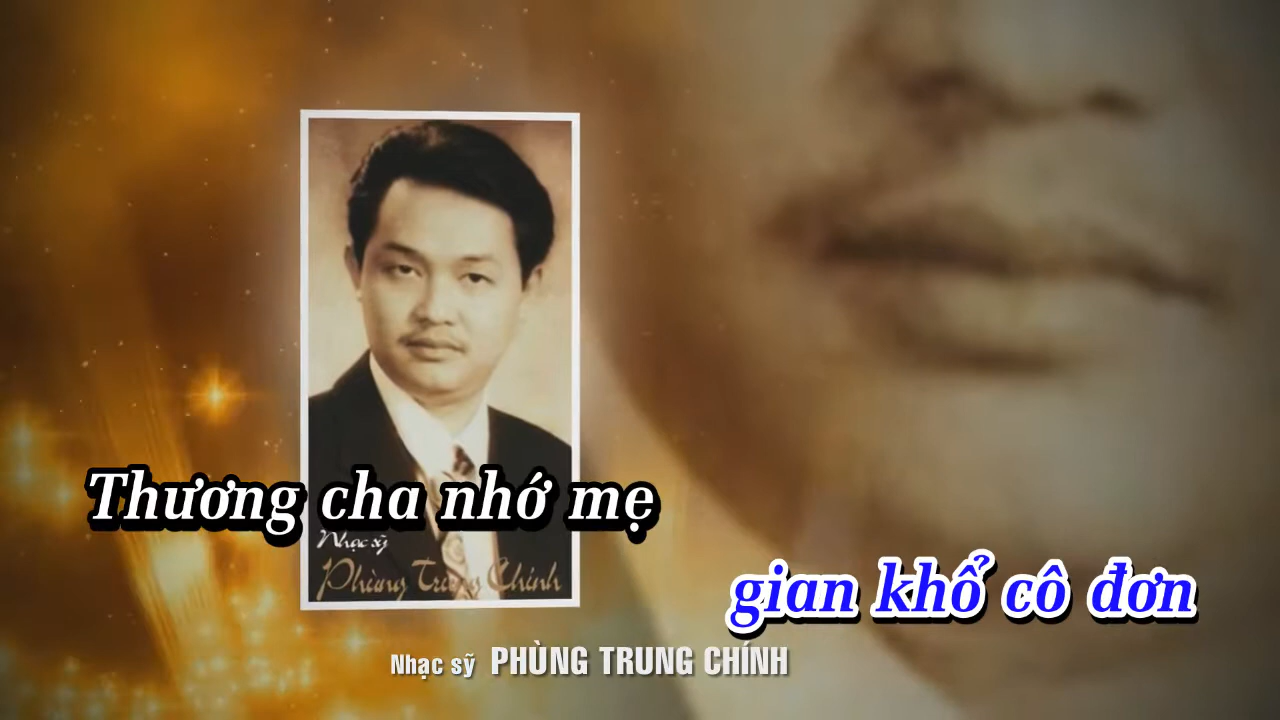 Thương cha nhớ mẹ
Nhạc sỹ
Phùng Trung Chính
gian khổ cô đơn
Nhạc sỹ PHÙNG TRUNG CHÍNH